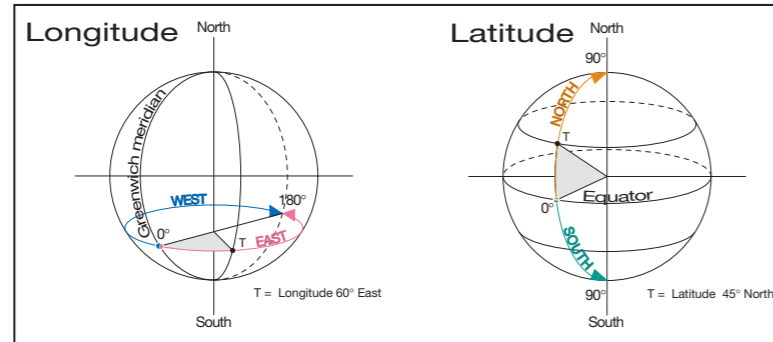 Longitude
North
Greenwich meridian
WEST
180°
0°
T
EAST
T = Longitude 60° East
South
Latitude
North
90°
NORTH
T
Equator
0°
SOUTH
90°
T = Latitude 45° North
South